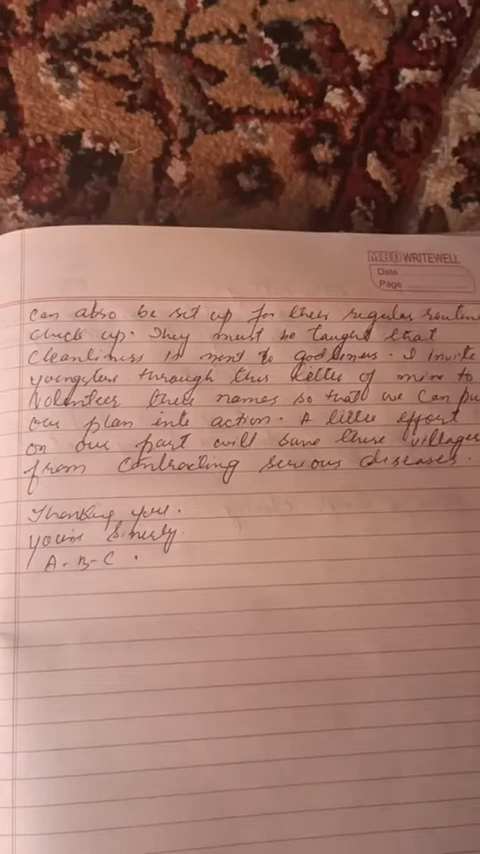 MBD WRITEWELL
Date
Page
can also be set up for their regular routine
check up. They must be taught that
Cleanliness is next to godliness. I invite
youngsters through this letter of mine to
Volunteer their names so that we can pu
our plan into action. A little effort
on our part will save these villages
from contracting serious diseases.
Thanking you.
yours
A-B-C.